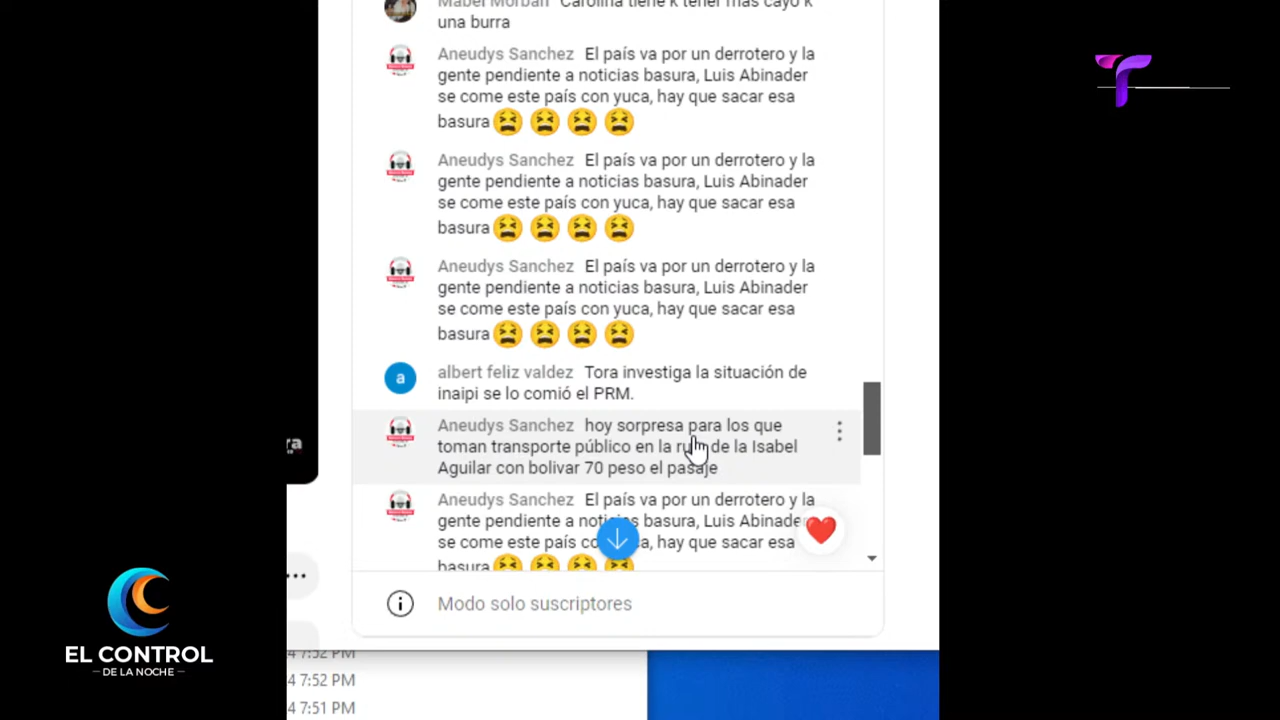 Mabel Morban Carolina tiene k tener mas cayo k
una burra
Aneudys Sanchez El país va por un derrotero y la
gente pendiente a noticias basura, Luis Abinader
se come este país con yuca, hay que sacar esa
basura
Aneudys Sanchez El país va por un derrotero y la
gente pendiente a noticias basura, Luis Abinader
se come este país con yuca, hay que sacar esa
basura
Aneudys Sanchez El país va por un derrotero y la
gente pendiente a noticias basura, Luis Abinader
se come este país con yuca, hay que sacar esa
basura
a albert feliz valdez Tora investiga la situación de
inaipi se lo comió el PRM.
Aneudys Sanchez hoy sorpresa para los que
toman transporte público en la de la Isabel
Aguilar con bolivar 70 peso el pasaje
Aneudys Sanchez El país va por un derrotero y la
gente pendiente a basura, Luis Abinader
se come este país hay que sacar esa
basura
Modo solo suscriptores
4 7:52 PM
4 7:52 PM
4 7:51 PM
EL CONTROL
DE LA NOCHE